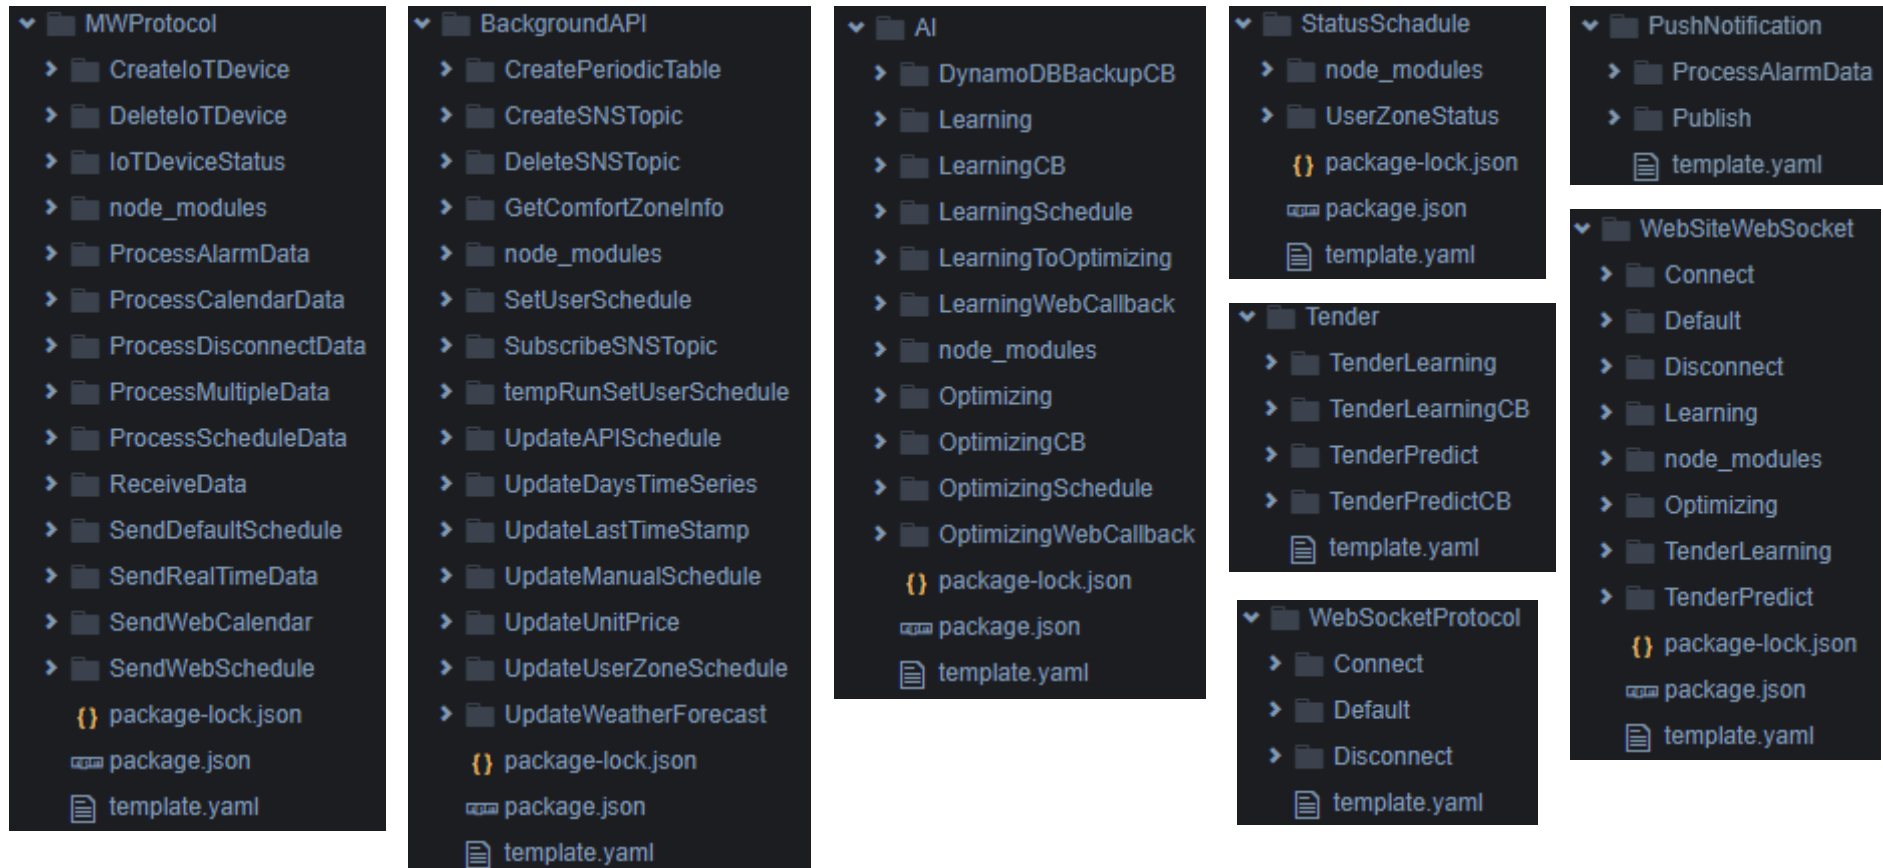 MWProtocol
CreateIoTDevice
DeleteIoTDevice
IoTDeviceStatus
node_modules
ProcessAlarmData
ProcessCalendarData
ProcessDisconnectData
ProcessMultipleData
ProcessScheduleData
ReceiveData
SendDefaultSchedule
SendRealTimeData
SendWebCalendar
SendWebSchedule
package-lock.json
package.json
template.yaml
BackgroundAPI
CreatePeriodicTable
CreateSNSTopic
DeleteSNSTopic
GetComfortZoneInfo
node_modules
SetUserSchedule
SubscribeSNSTopic
tempRunSetUserSchedule
UpdateAPISchedule
UpdateDaysTimeSeries
UpdateLastTimeStamp
UpdateManualSchedule
UpdateUnitPrice
UpdateUserZoneSchedule
UpdateWeatherForecast
package-lock.json
package.json
template.yaml
AI
DynamoDBBackupCB
Learning
LearningCB
LearningSchedule
LearningToOptimizing
LearningWebCallback
node_modules
Optimizing
OptimizingCB
OptimizingSchedule
OptimizingWebCallback
package-lock.json
package.json
template.yaml
StatusSchadule
node_modules
UserZoneStatus
package-lock.json
package.json
template.yaml
Tender
TenderLearning
TenderLearningCB
TenderPredict
TenderPredictCB
template.yaml
WebSocketProtocol
Connect
Default
Disconnect
template.yaml
PushNotification
ProcessAlarmData
Publish
template.yaml
WebSiteWebSocket
Connect
Default
Disconnect
Learning
node_modules
Optimizing
TenderLearning
TenderPredict
package-lock.json
package.json
template.yaml